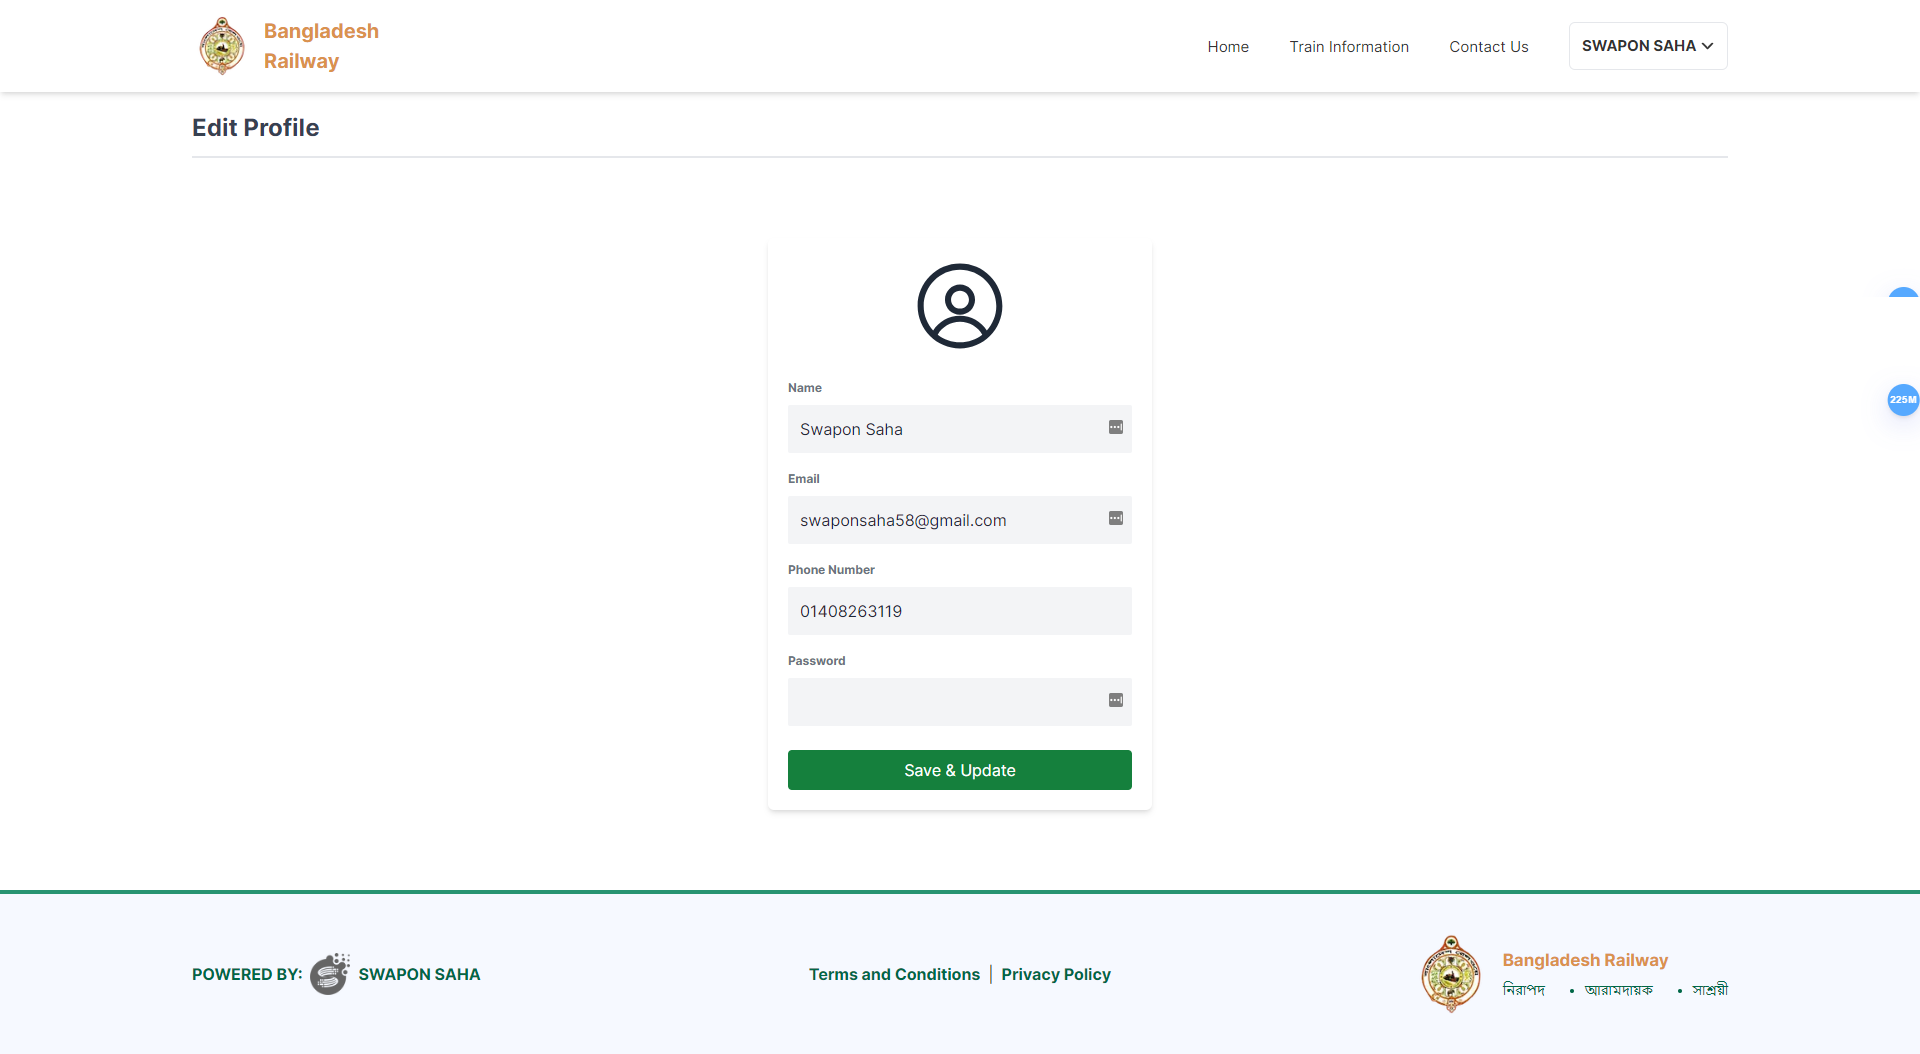 Bangladesh
Railway
Home
Train Information
Contact Us
SWAPON SAHA
Edit Profile
225M
Name
Swapon Saha
Email
swaponsaha58@gmail.com
Phone Number
01408263119
Password
Save & Update
POWERED BY: SWAPON SAHA
Terms and Conditions | Privacy Policy
Bangladesh Railway
নিরাপদ • আরামদায়ক • সাশ্রয়ী